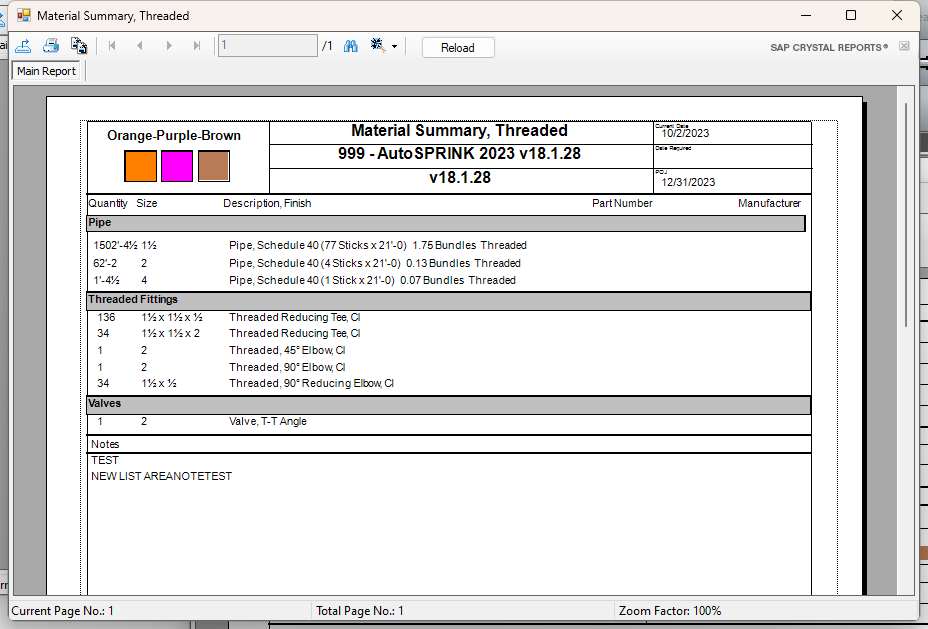 Material Summary, Threaded
1 /1 Reload SAP CRYSTAL REPORTS®
Main Report
Orange-Purple-Brown
Material Summary, Threaded
Current Date
10/2/2023
999 - AutoSPRINK 2023 v18.1.28
Date Required
v18.1.28
12/31/2023
Quantity Size Description, Finish Part Number Manufacturer
Pipe
1502'-4½ 1½ Pipe, Schedule 40 (77 Sticks x 21'-0) 1.75 Bundles Threaded
62'-2 2 Pipe, Schedule 40 (4 Sticks x 21'-0) 0.13 Bundles Threaded
1'-4½ 4 Pipe, Schedule 40 (1 Stick x 21'-0) 0.07 Bundles Threaded
Threaded Fittings
136 1½ x 1½ x ½ Threaded Reducing Tee, CI
34 1½ x 1½ x 2 Threaded Reducing Tee, CI
1 2 Threaded, 45° Elbow, CI
1 2 Threaded, 90° Elbow, CI
34 1½ x ½ Threaded, 90° Reducing Elbow, CI
Valves
1 2 Valve, T-T Angle
Notes
TEST
NEW LIST AREANOTETEST
Current Page No.: 1 Total Page No.: 1 Zoom Factor: 100%